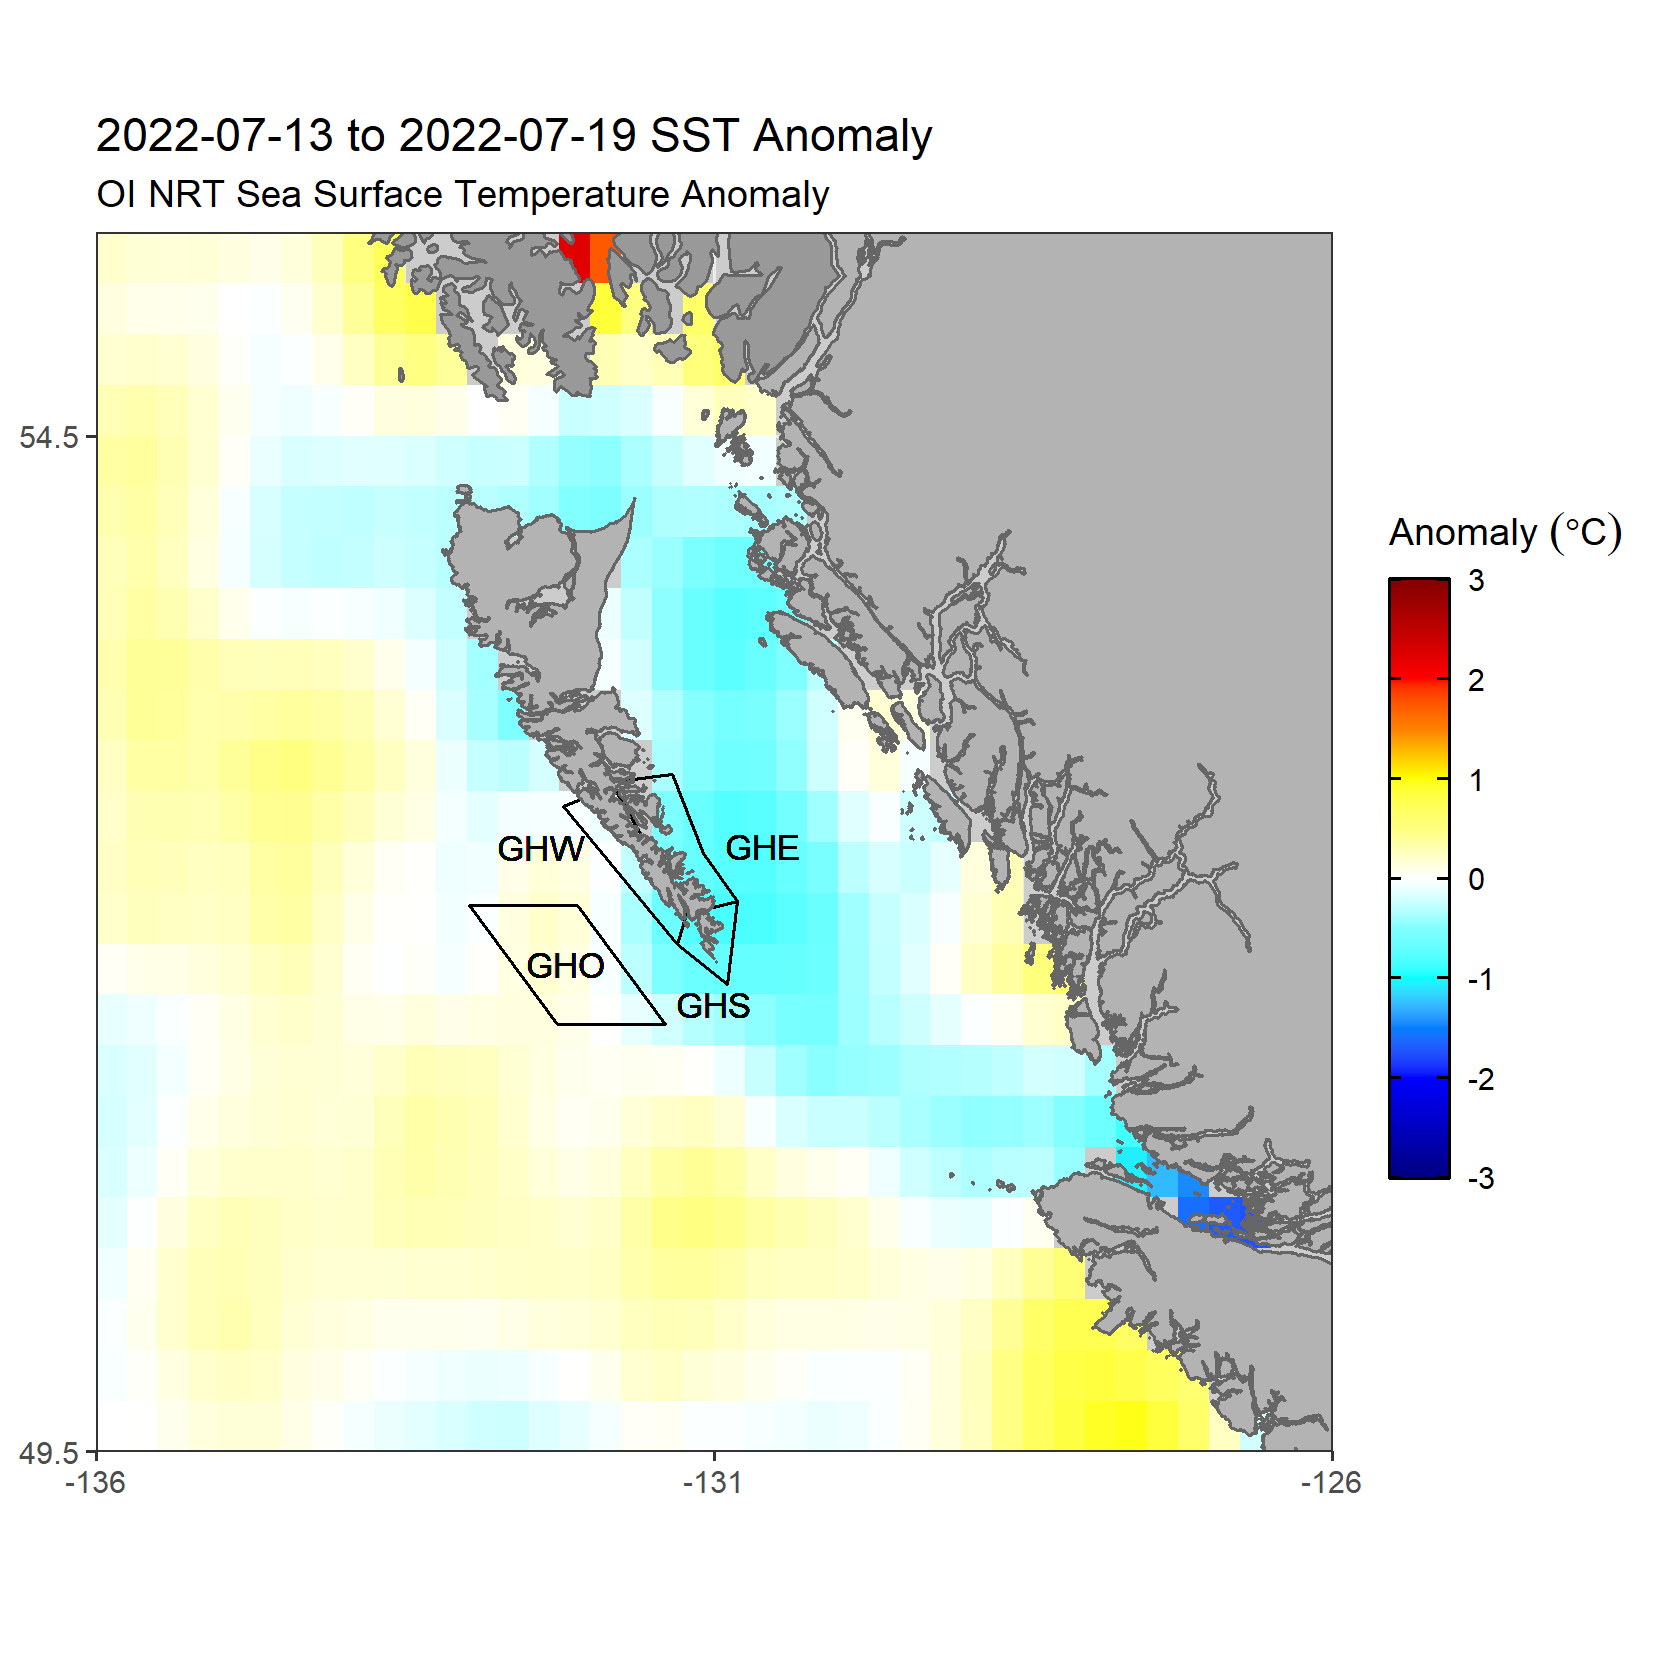 2022-07-13 to 2022-07-19 SST Anomaly
OI NRT Sea Surface Temperature Anomaly
54.5
49.5
-136
-131
-126
GHW
GHE
GHO
GHS
Anomaly (°C)
3
2
1
0
-1
-2
-3